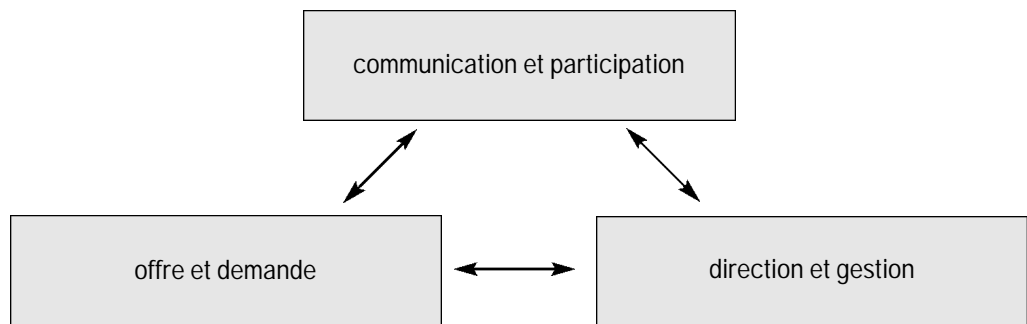 communication et participation
offre et demande
direction et gestion